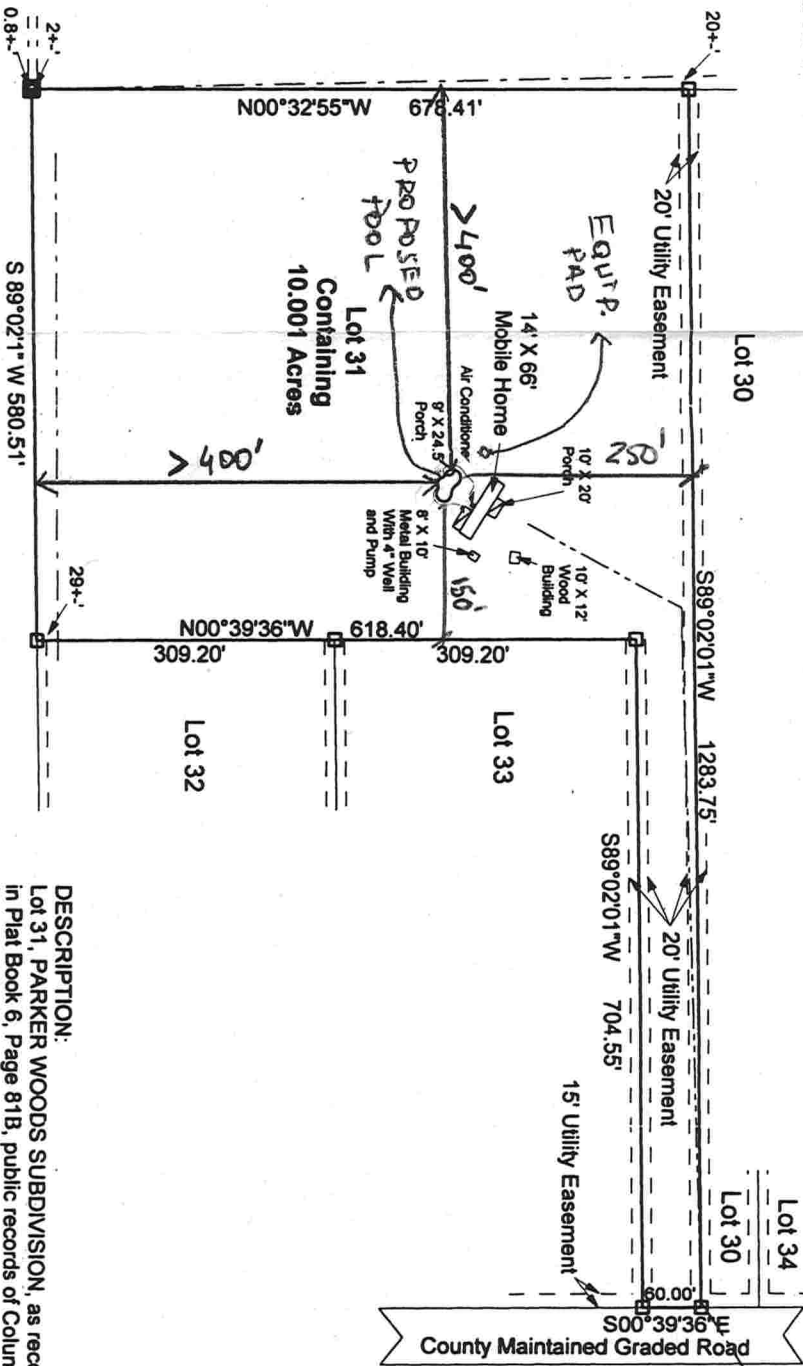 20+-'
2+-'
0.8+-'
N00°32'55"W 678.41'
20' Utility Easement
Lot 30
EQUIP.
PAD
PROPOSED
POOL
>400'
14' X 66'
Mobile Home
Air Conditioner
9' X 24.5'
Porch
Lot 31
Containing
10.001 Acres
10' X 20'
Porch
250'
>400'
8' X 10'
Metal Building
With 4" Well
and Pump
10' X 12'
Wood
Building
150'
S 89°02'1" W 580.51'
29+-'
N00°39'36"W 618.40'
309.20'
309.20'
Lot 32
Lot 33
S89°02'01"W 1283.75'
S89°02'01"W 704.55'
20' Utility Easement
15' Utility Easement
Lot 34
Lot 30
60.00'
S00°39'36"E
County Maintained Graded Road
DESCRIPTION:
Lot 31, PARKER WOODS SUBDIVISION, as reco
in Plat Book 6, Page 81B, public records of Colum